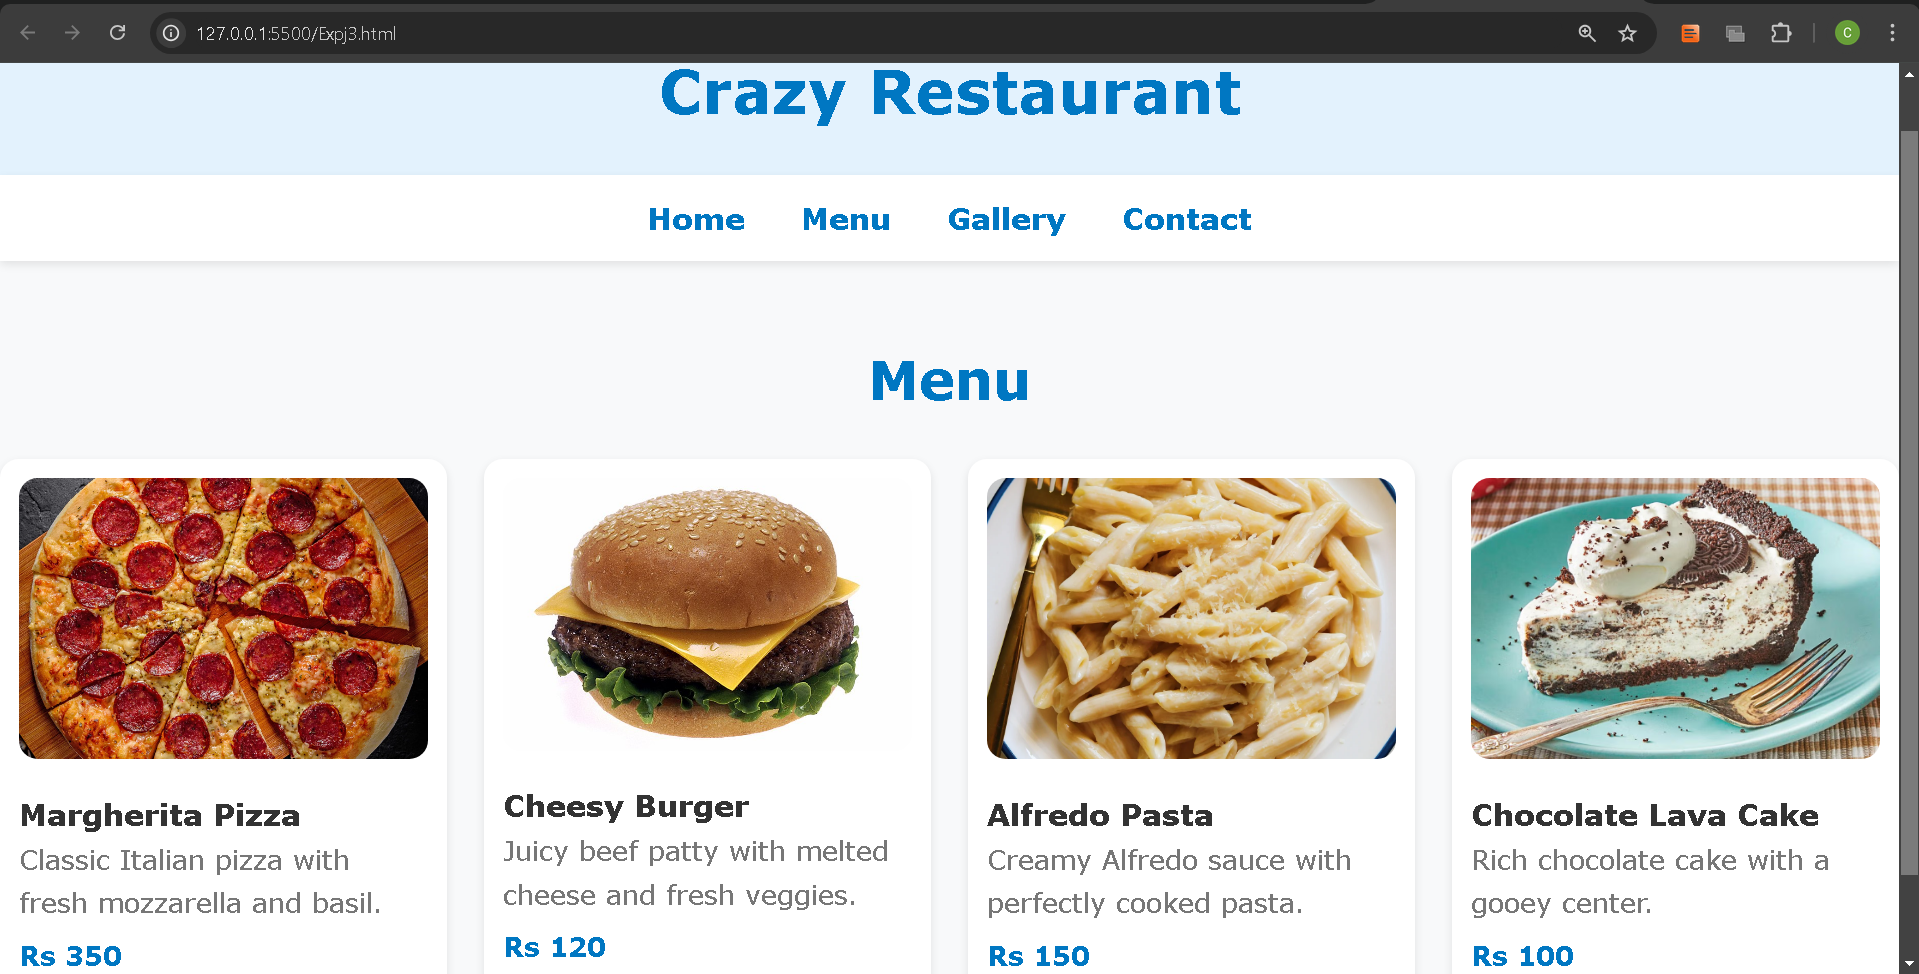 127.0.0.1:5500/Expj3.html
C
Crazy Restaurant
Home Menu Gallery Contact
Menu
Margherita Pizza
Classic Italian pizza with
fresh mozzarella and basil.
Rs 350
Cheesy Burger
Juicy beef patty with melted
cheese and fresh veggies.
Rs 120
Alfredo Pasta
Creamy Alfredo sauce with
perfectly cooked pasta.
Rs 150
Chocolate Lava Cake
Rich chocolate cake with a
gooey center.
Rs 100